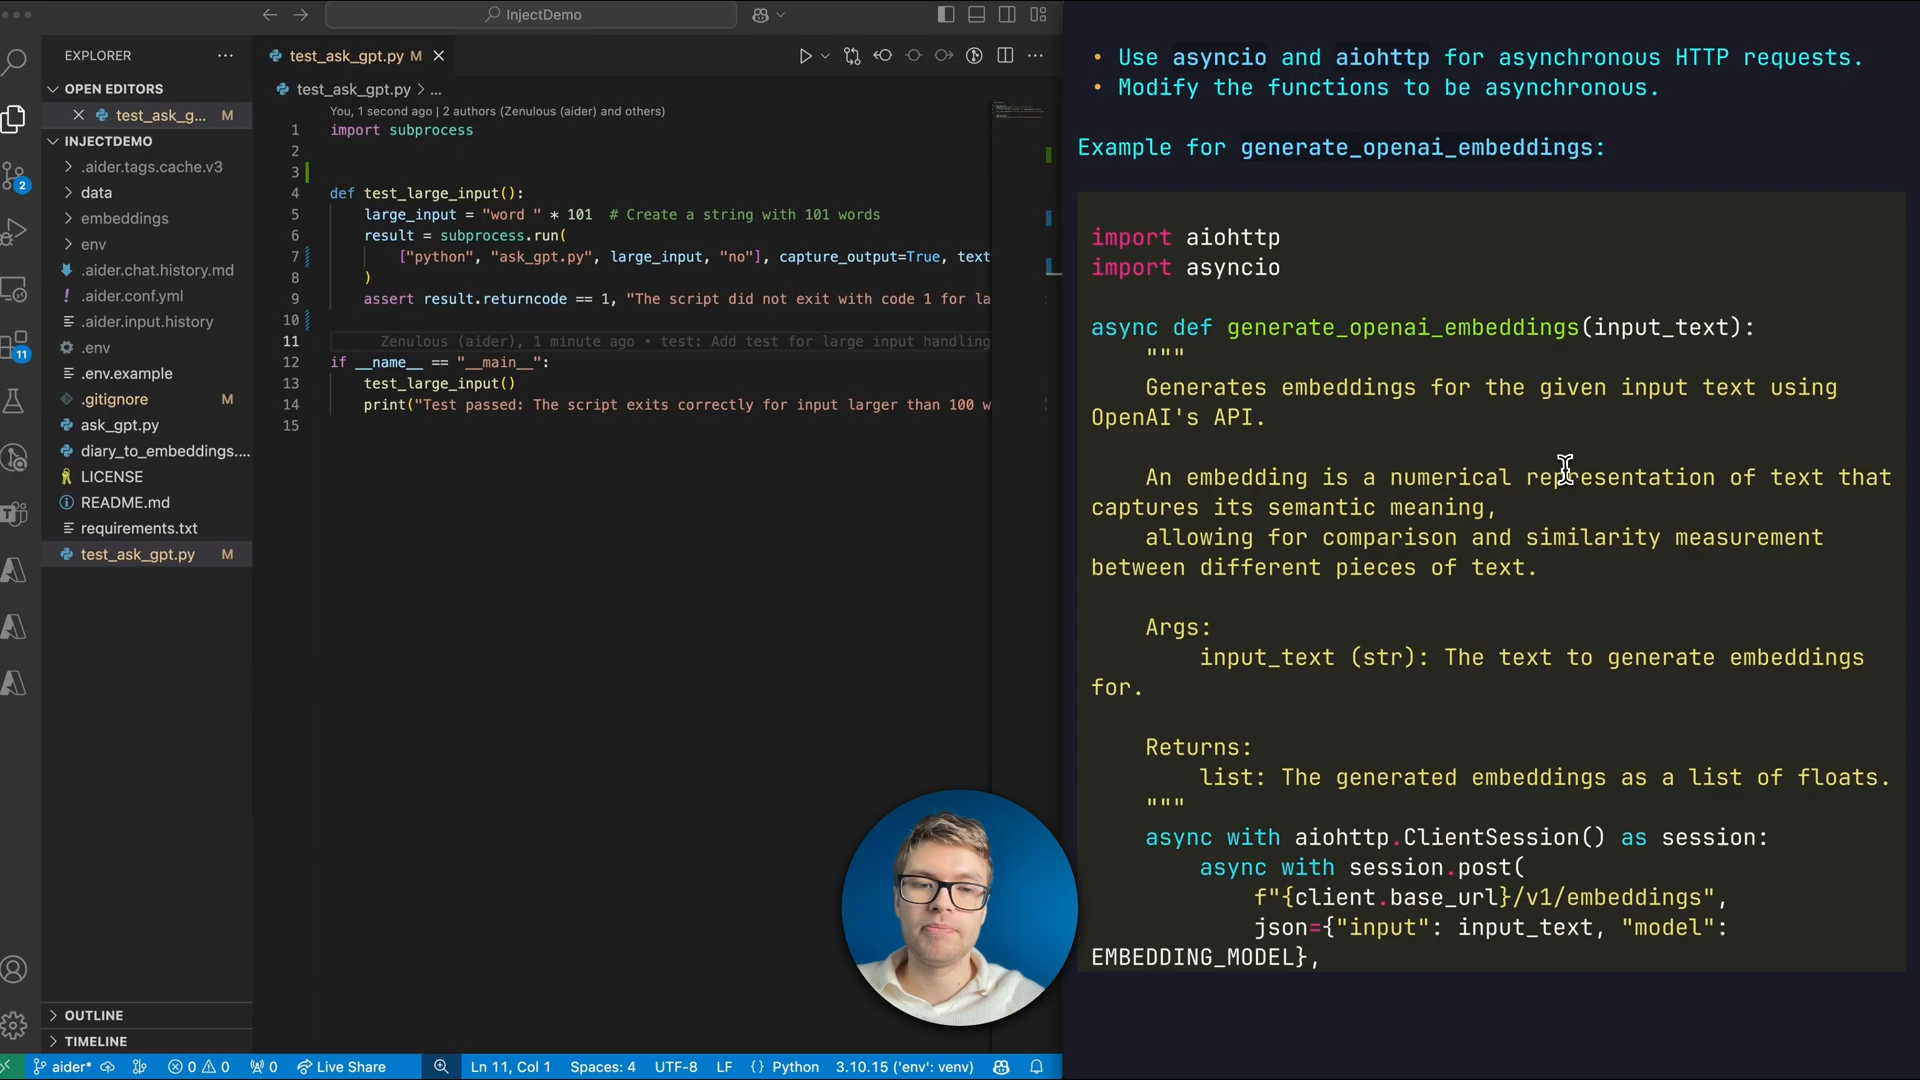 InjectDemo
EXPLORER
OPEN EDITORS
test_ask_g... M
INJECTDEMO
.aider.tags.cache.v3
data
embeddings
env
.aider.chat.history.md
.aider.conf.yml
.aider.input.history
.env
.env.example
.gitignore M
ask_gpt.py
diary_to_embeddings....
LICENSE
README.md
requirements.txt
test_ask_gpt.py M
OUTLINE
TIMELINE
2
11
test_ask_gpt.py M
test_ask_gpt.py > ...
You, 1 second ago | 2 authors (Zenulous (aider) and others)
1 import subprocess
2
3
4 def test_large_input():
5 large_input = "word " * 101 # Create a string with 101 words
6 result = subprocess.run(
7 ["python", "ask_gpt.py", large_input, "no"], capture_output=True, text
8 )
9 assert result.returncode == 1, "The script did not exit with code 1 for la
10
11 Zenulous (aider), 1 minute ago • test: Add test for large input handling
12 if __name__ == "__main__":
13 test_large_input()
14 print("Test passed: The script exits correctly for input larger than 100 w
15
• Use asyncio and aiohttp for asynchronous HTTP requests.
• Modify the functions to be asynchronous.
Example for generate_openai_embeddings:
import aiohttp
import asyncio
async def generate_openai_embeddings(input_text):
"""
Generates embeddings for the given input text using
OpenAI's API.
An embedding is a numerical representation of text that
captures its semantic meaning,
allowing for comparison and similarity measurement
between different pieces of text.
Args:
input_text (str): The text to generate embeddings
for.
Returns:
list: The generated embeddings as a list of floats.
"""
async with aiohttp.ClientSession() as session:
async with session.post(
f"{client.base_url}/v1/embeddings",
json={"input": input_text, "model":
EMBEDDING_MODEL},
aider* 0 0 0 Live Share Ln 11, Col 1 Spaces: 4 UTF-8 LF {} Python 3.10.15 ('env': venv)